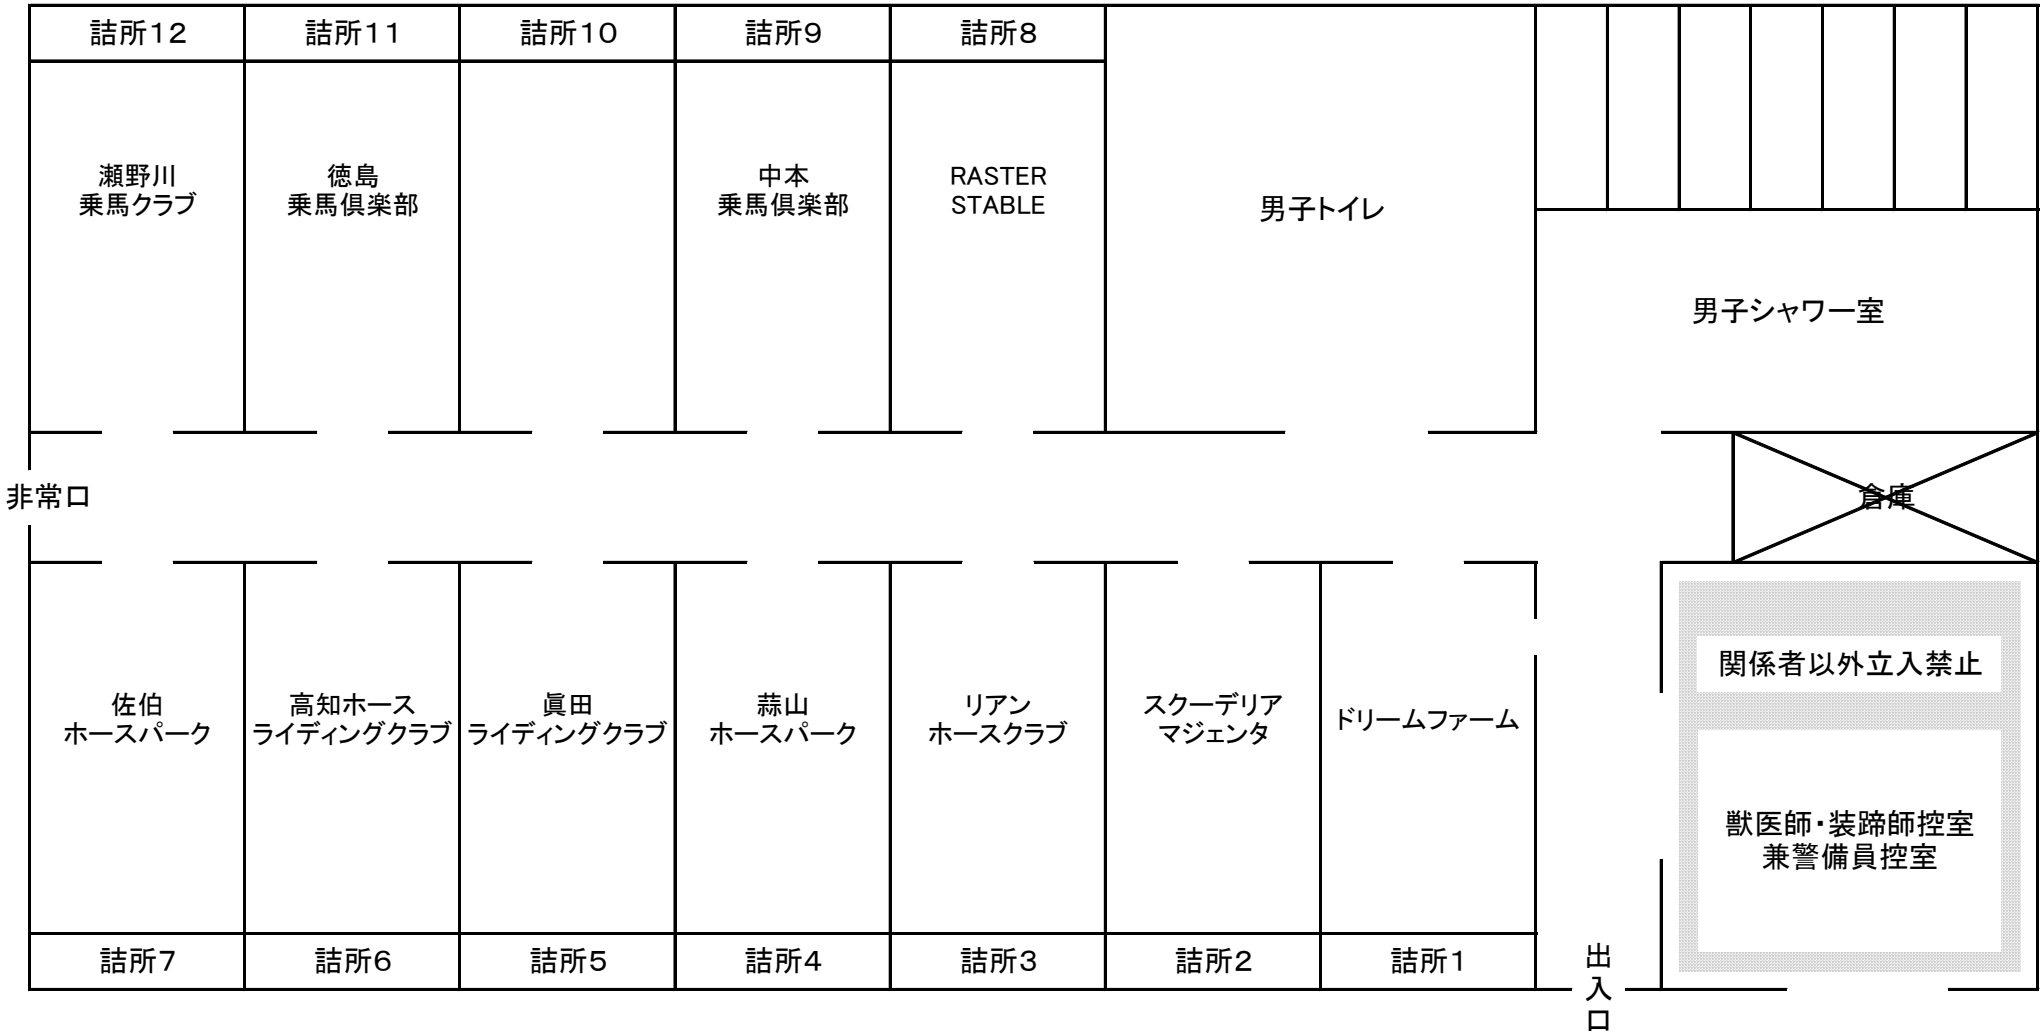 詰所12
詰所11
詰所10
詰所9
詰所8
瀬野川
乗馬クラブ
徳島
乗馬倶楽部
中本
乗馬倶楽部
RASTER
STABLE
男子トイレ
男子シャワー室
非常口
倉庫
佐伯
ホースパーク
高知ホース
ライディングクラブ
眞田
ライディングクラブ
蒜山
ホースパーク
リアン
ホースクラブ
スクーデリア
マジェンタ
ドリームファーム
関係者以外立入禁止
獣医師・装蹄師控室
兼警備員控室
詰所7
詰所6
詰所5
詰所4
詰所3
詰所2
詰所1
出入口